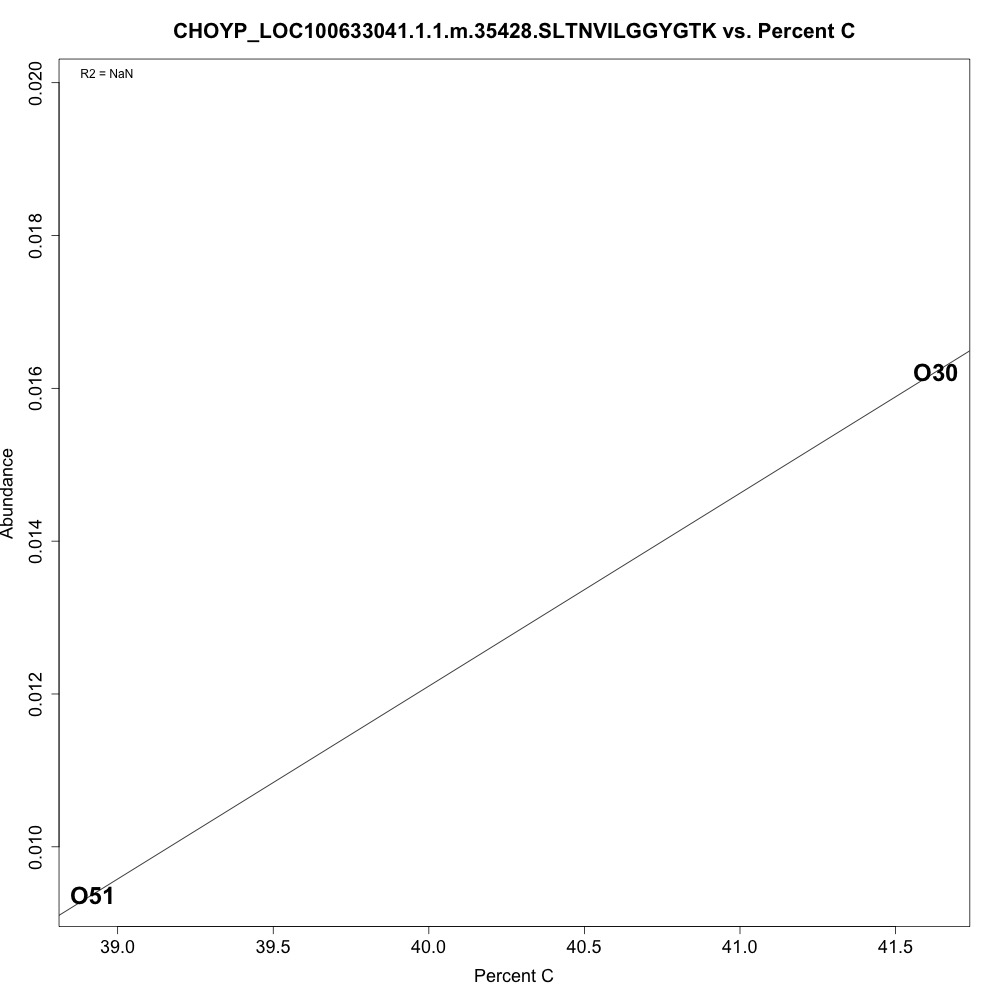 CHOYP_LOC100633041.1.1.m.35428.SLTNVILGGYGTK vs. Percent C
R2 = NaN
0.020
0.018
0.016
0.014
0.012
0.010
Abundance
O30
O51
39.0 39.5 40.0 40.5 41.0 41.5
Percent C